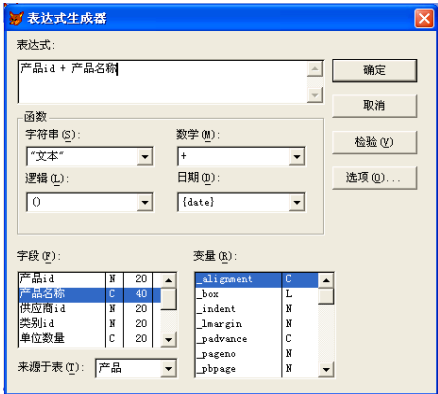 表达式生成器
表达式:
产品id + 产品名称
确定
取消
检验(V)
选项(O)...
函数
字符串(S):
数学(M):
"文本"
+
逻辑(L):
日期(D):
()
{date}
字段(F):
变量(R):
产品id N 20
产品名称 C 40
供应商id N 20
类别id N 20
单位数量 C 20
_alignment C
_box L
_indent N
_lmargin N
_padvance C
_pageno N
_pbpage N
来源于表(T): 产品